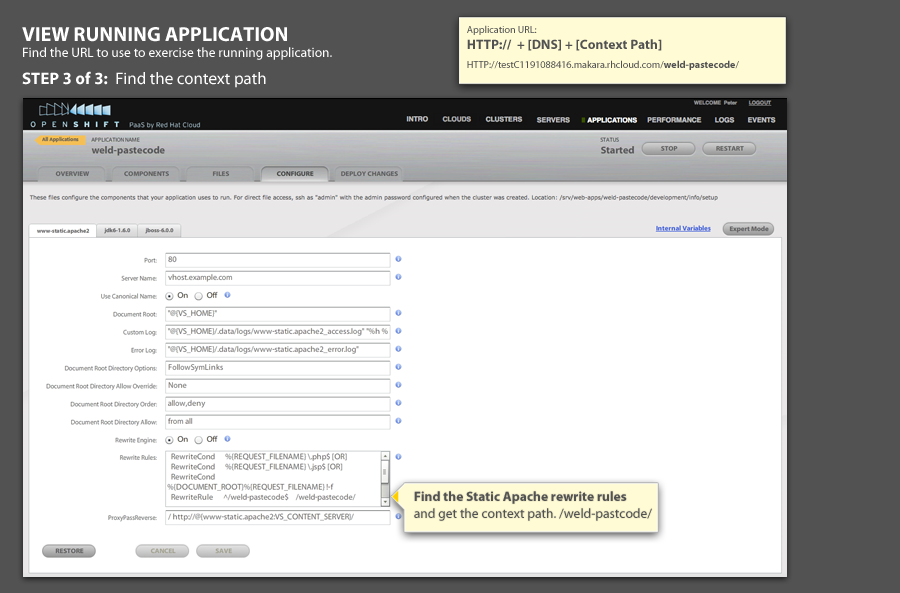 VIEW RUNNING APPLICATION
Find the URL to use to exercise the running application.
STEP 3 of 3: Find the context path
Application URL:
HTTP:// + [DNS] + [Context Path]
HTTP://testC1191088416.makara.rhcloud.com/weld-pastecode/
WELCOME Peter LOGOUT
OPENSHIFT PaaS by Red Hat Cloud
INTRO CLOUDS CLUSTERS SERVERS APPLICATIONS PERFORMANCE LOGS EVENTS
All Applications APPLICATION NAME
weld-pastecode
STATUS
Started STOP RESTART
OVERVIEW COMPONENTS FILES CONFIGURE DEPLOY CHANGES
These files configure the components that your application uses to run. For direct file access, ssh as "admin" with the admin password configured when the cluster was created. Location: /srv/web-apps/weld-pastecode/development/info/setup
www-static.apache2 jdk6-1.6.0 jboss-6.0.0 Internal Variables Expert Mode
Port: 80
Server Name: vhost.example.com
Use Canonical Name: On Off
Document Root: "@{VS_HOME}"
Custom Log: "@{VS_HOME}/.data/logs/www-static.apache2_access.log" "%h %
Error Log: "@{VS_HOME}/.data/logs/www-static.apache2_error.log"
Document Root Directory Options: FollowSymLinks
Document Root Directory Allow Override: None
Document Root Directory Order: allow,deny
Document Root Directory Allow: from all
Rewrite Engine: On Off
Rewrite Rules: RewriteCond %{REQUEST_FILENAME} \.php$ [OR]
RewriteCond %{REQUEST_FILENAME} \.jsp$ [OR]
RewriteCond
%{DOCUMENT_ROOT}%{REQUEST_FILENAME} !-f
RewriteRule ^/weld-pastecode$ /weld-pastecode/
Find the Static Apache rewrite rules
and get the context path. /weld-pastcode/
ProxyPassReverse: / http://@{www-static.apache2:VS_CONTENT_SERVER}/
RESTORE CANCEL SAVE